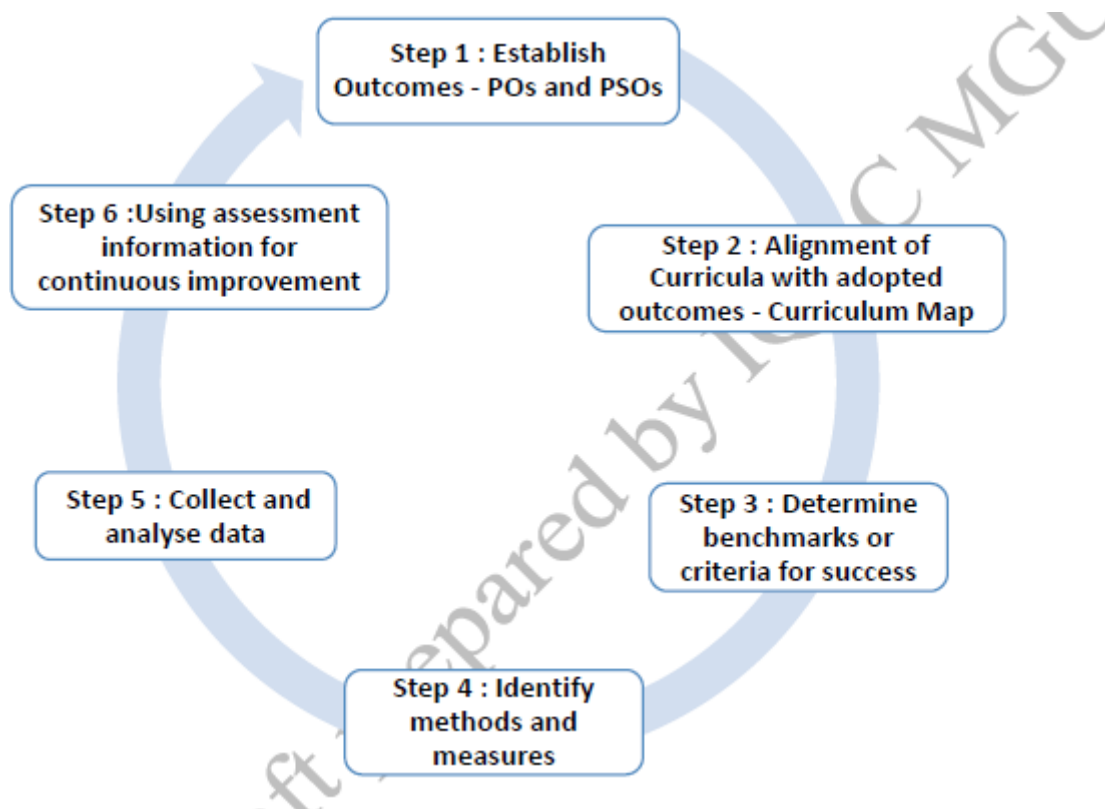 Step 1 : Establish
Outcomes - POs and PSOs
Step 2 : Alignment of
Curricula with adopted
outcomes - Curriculum Map
Step 3 : Determine
benchmarks or
criteria for success
Step 4 : Identify
methods and
measures
Step 5 : Collect and
analyse data
Step 6 :Using assessment
information for
continuous improvement
by